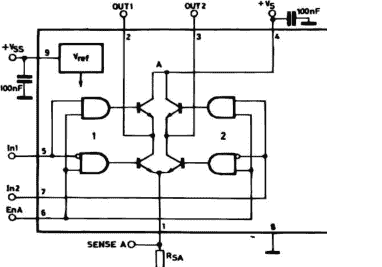 OUT1
OUT2
+VS
100nF
2
3
4
+VSS
9
Vref
A
100nF
1
2
In1
5
In2
7
EnA
6
1
8
SENSE A
RSA